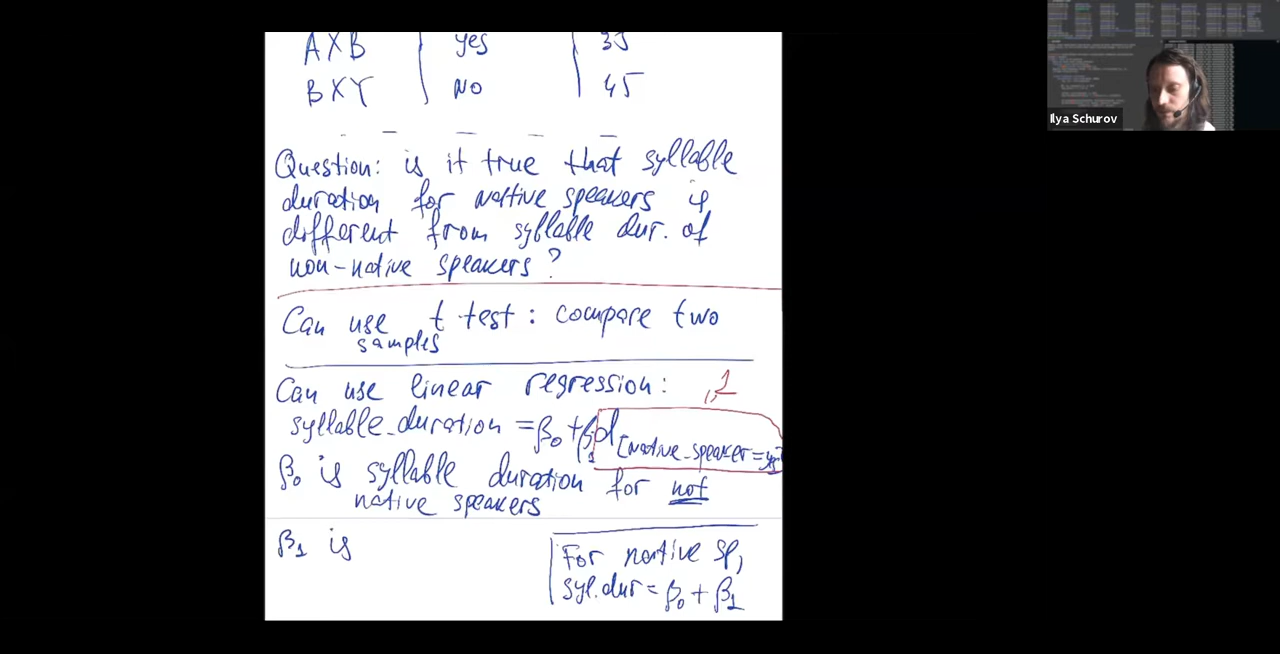 AXB | yes | 35
BXY | No | 45
Question: is it true that syllable
duration for native speakers is
different from syllable dur. of
non-native speakers?
Can use t test: compare two
samples
Can use linear regression: 1
syllable_duration = β0 + β1 d[native_speaker=yes]
β0 is syllable duration for not
native speakers
β1 is
For native sp,
syl.dur = β0 + β1
Ilya Schurov